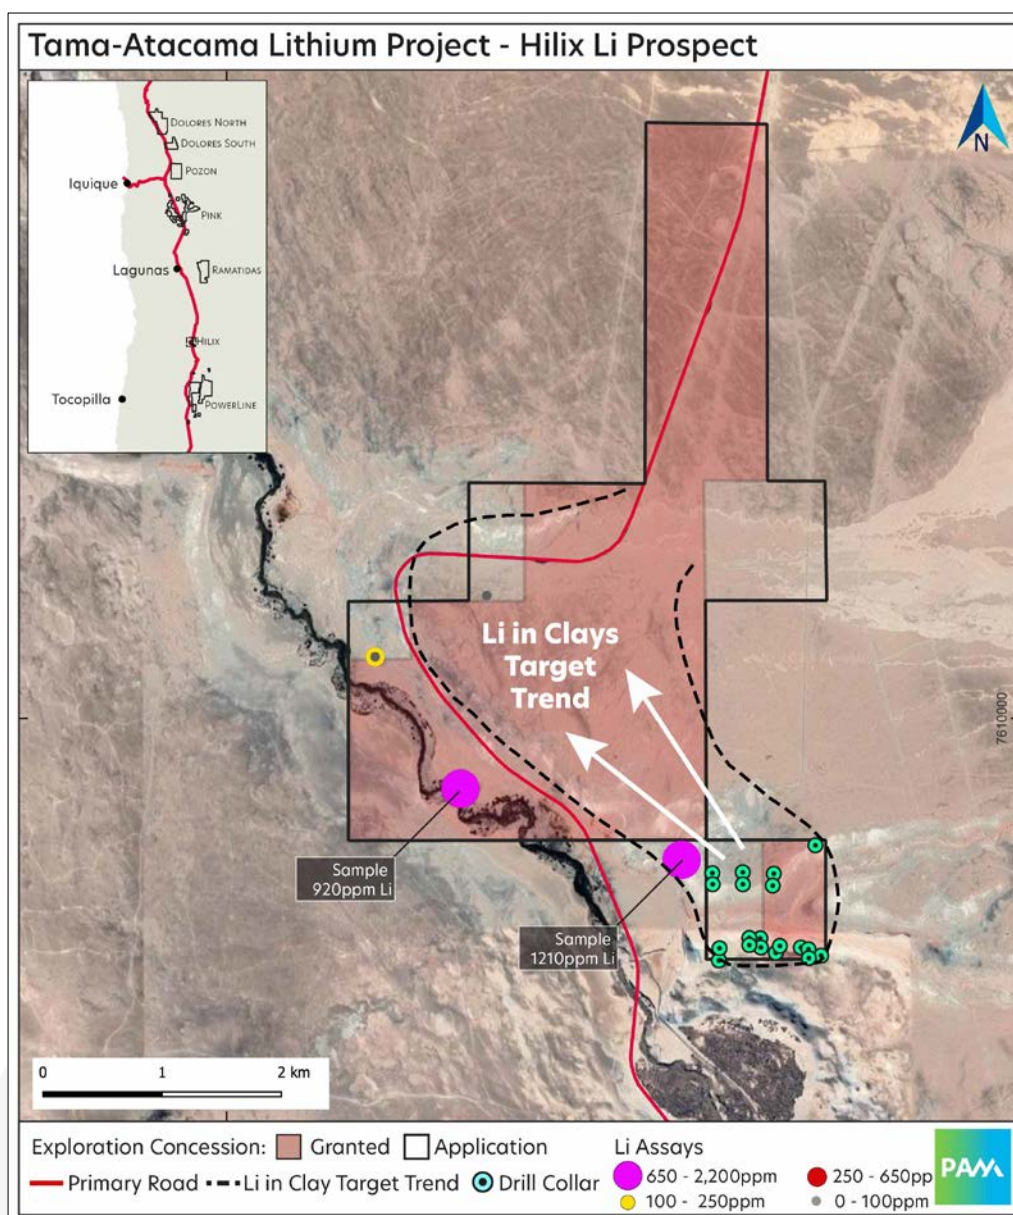 Tama-Atacama Lithium Project - Hilix Li Prospect
DOLORES NORTH
DOLORES SOUTH
POZON
Iquique
PINK
Lagunas
RAMATIDAS
HILIX
Tocopilla
POWERLINE
N
Li in Clays
Target
Trend
7610000
Sample
920ppm Li
Sample
1210ppm Li
0 1 2 km
Exploration Concession: Granted Application
Primary Road Li in Clay Target Trend Drill Collar
Li Assays
650 - 2,200ppm
250 - 650pp
100 - 250ppm
0 - 100ppm
PAM